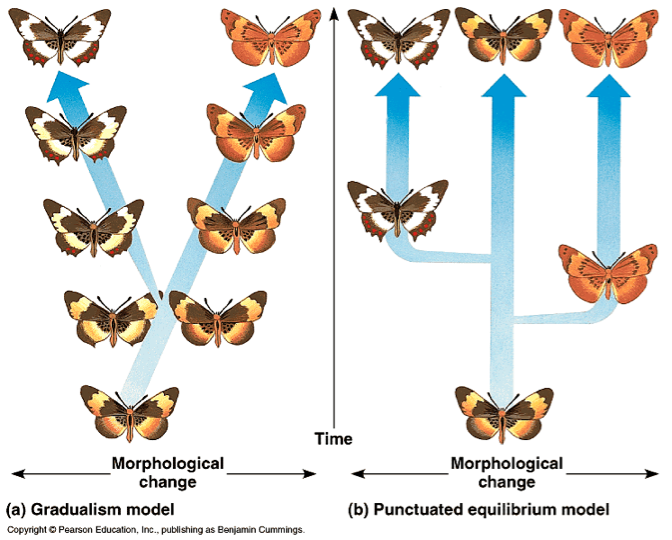 Time
Morphological
change
Morphological
change
(a) Gradualism model
(b) Punctuated equilibrium model
Copyright © Pearson Education, Inc., publishing as Benjamin Cummings.